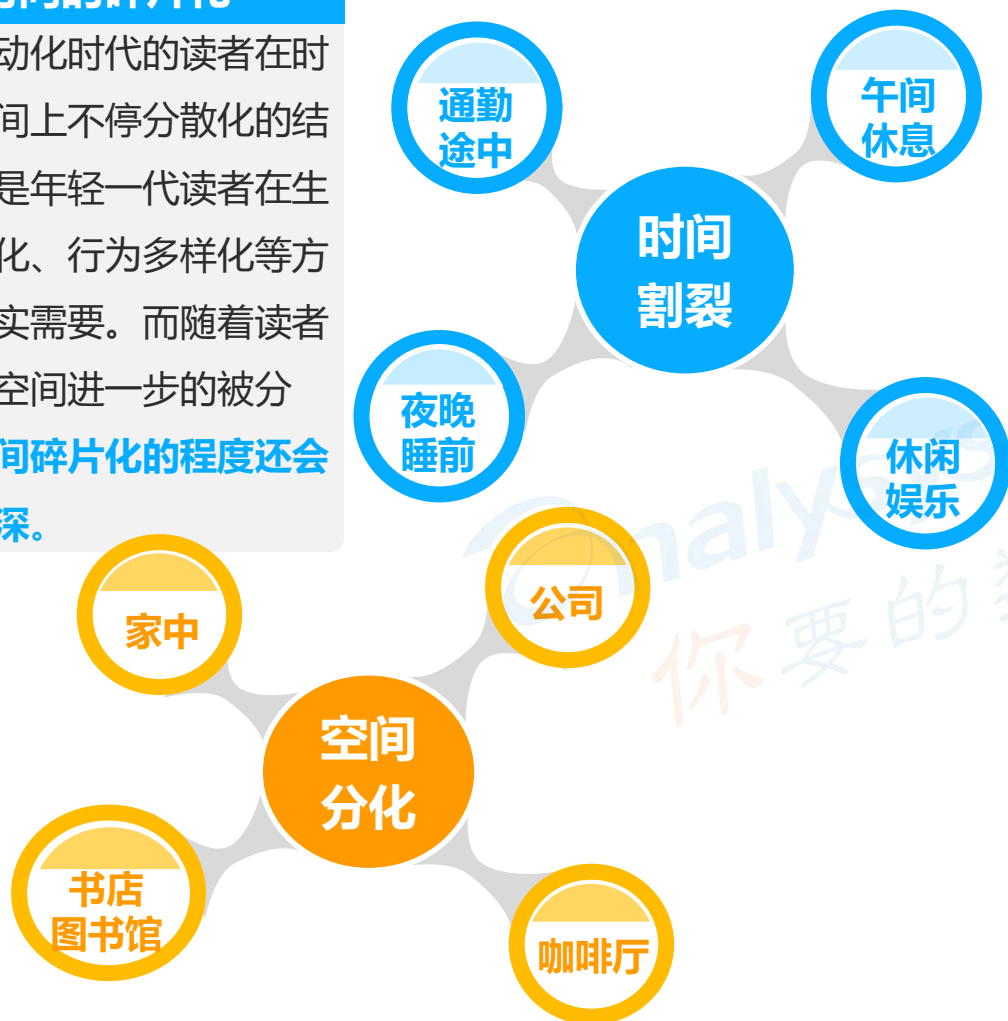 动化时代的读者在时
间上不停分散化的结
是年轻一代读者在生
化、行为多样化等方
实需要。而随着读者
空间进一步的被分
间碎片化的程度还会
深。
通勤
途中
午间
休息
时间
割裂
夜晚
睡前
休闲
娱乐
家中
公司
空间
分化
书店
图书馆
咖啡厅
nalysys
你要的